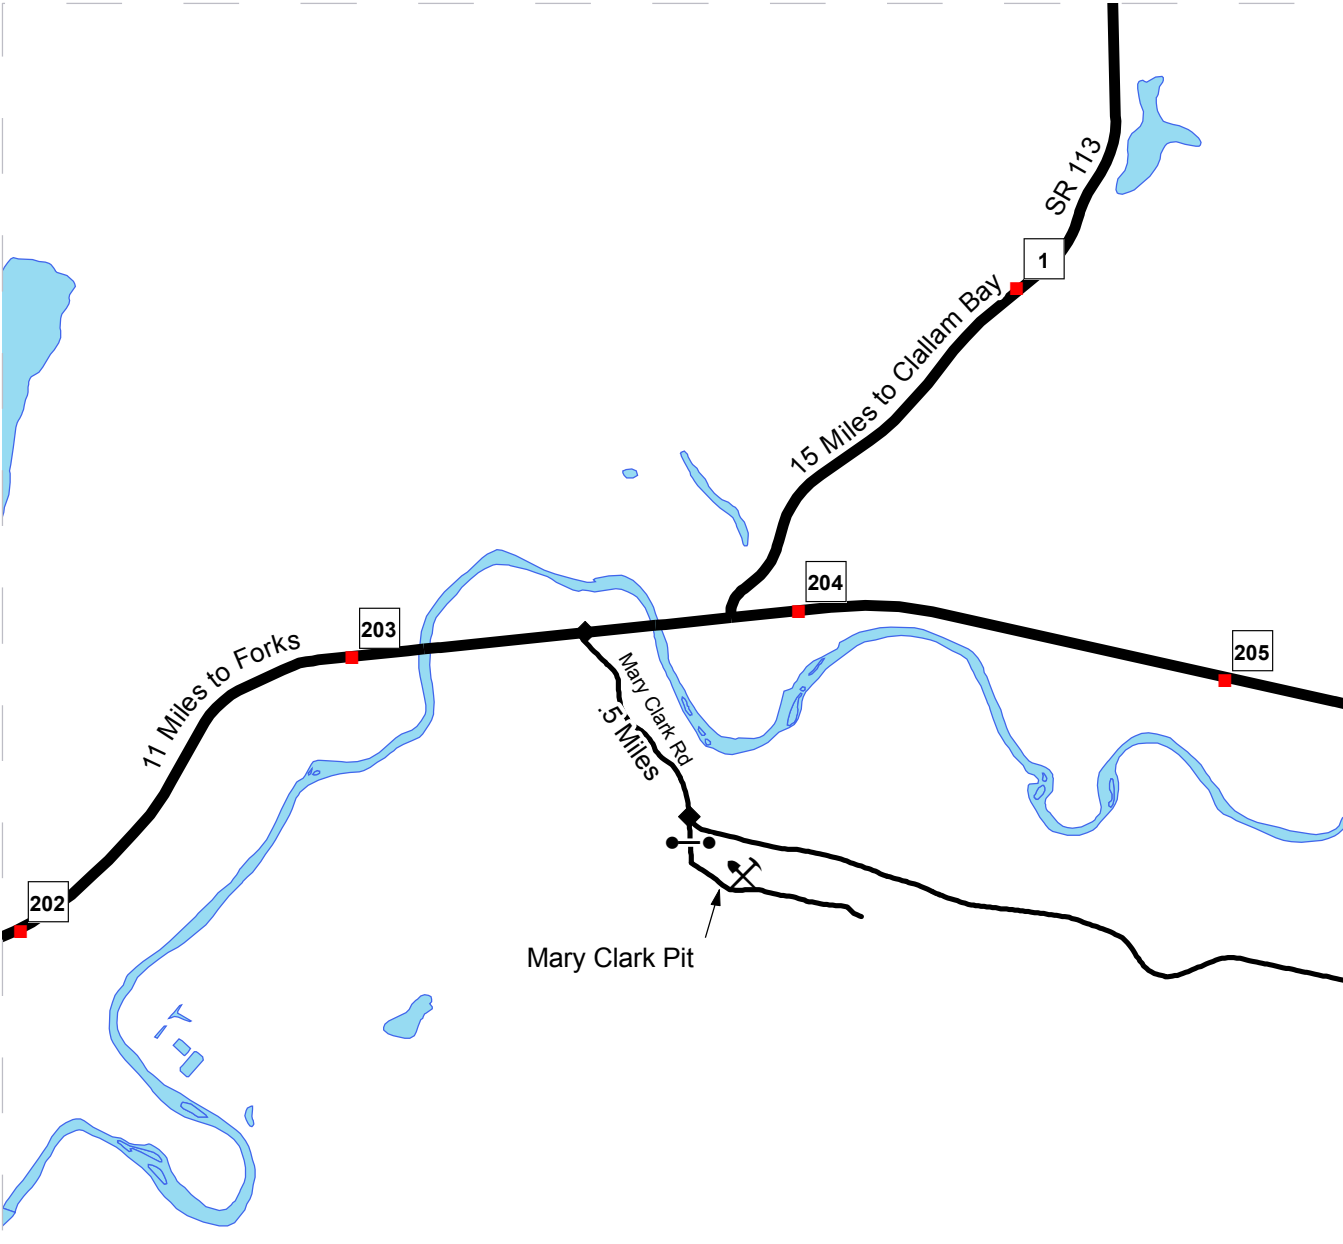 SR 113
1
15 Miles to Clallam Bay
204
203
11 Miles to Forks
205
Mary Clark Rd
.5 Miles
202
Mary Clark Pit